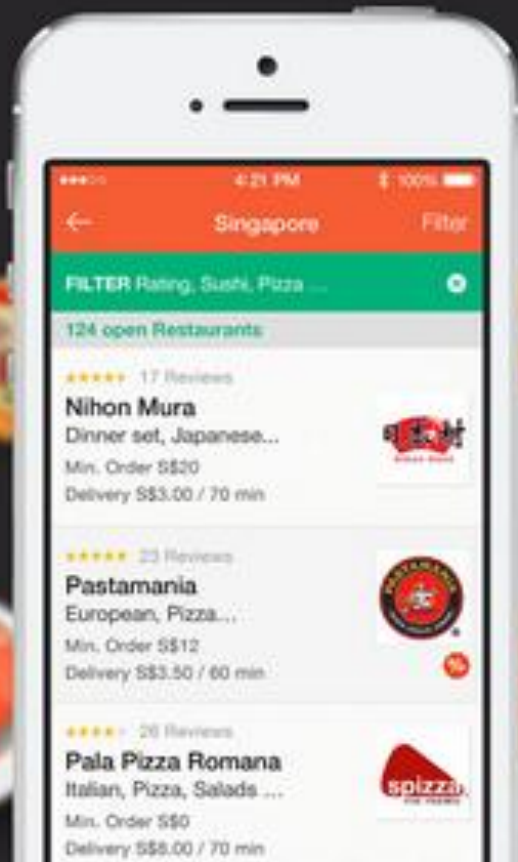 4:21 PM 100%
Singapore Filter
FILTER Rating, Sushi, Pizza ...
124 open Restaurants
17 Reviews
Nihon Mura
Dinner set, Japanese...
Min. Order S$20
Delivery S$3.00 / 70 min
23 Reviews
PASTAMANIA
Pastamania
European, Pizza...
Min. Order S$12
Delivery S$3.50 / 60 min
%
26 Reviews
Pala Pizza Romana
Italian, Pizza, Salads ...
spizza
Min. Order S$0
Delivery S$8.00 / 70 min